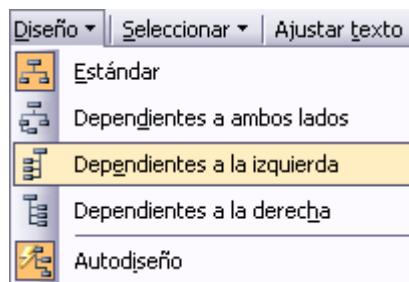 Diseño Seleccionar Ajustar texto
Estándar
Dependientes a ambos lados
Dependientes a la izquierda
Dependientes a la derecha
Autodiseño